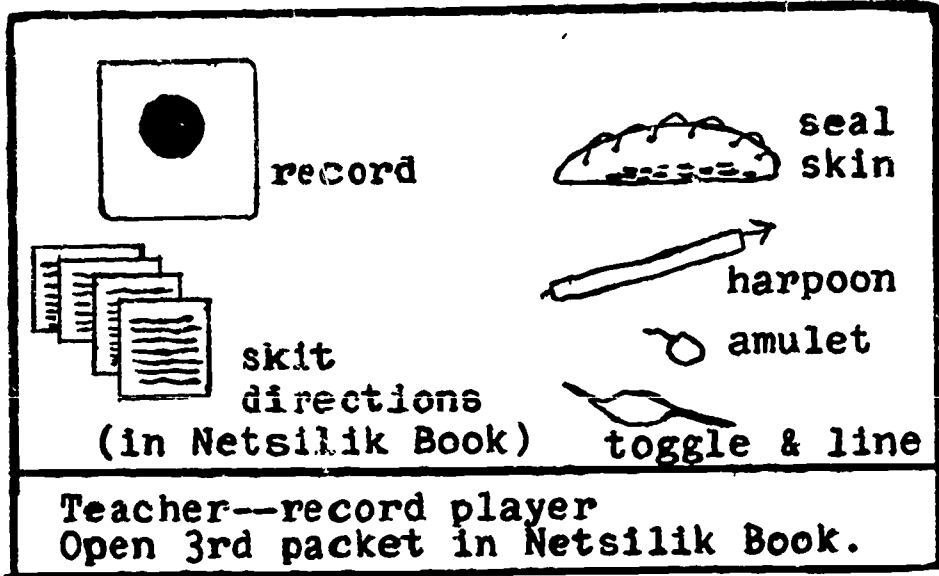 record
skit
directions
(in Netsilik Book)
seal
skin
harpoon
amulet
toggle & line
Teacher--record player
Open 3rd packet in Netsilik Book.